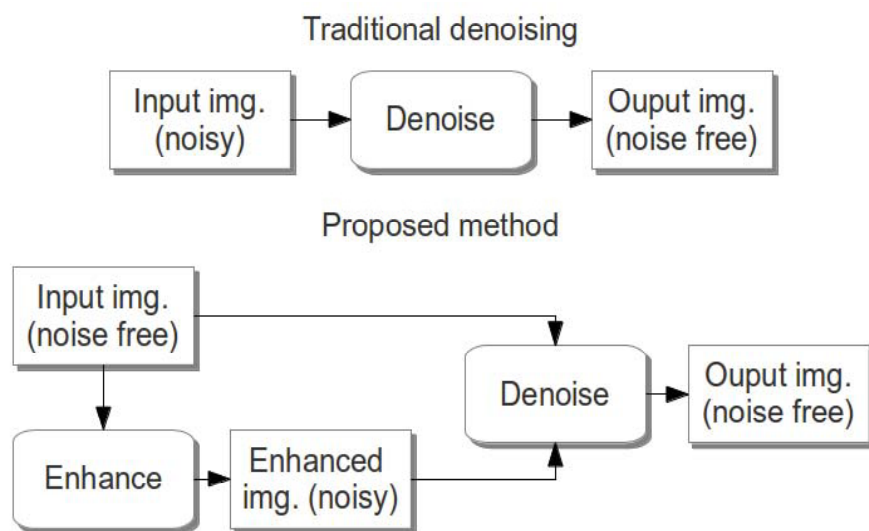 Traditional denoising
Input img.
(noisy)
Denoise
Ouput img.
(noise free)
Proposed method
Input img.
(noise free)
Denoise
Ouput img.
(noise free)
Enhance
Enhanced
img. (noisy)